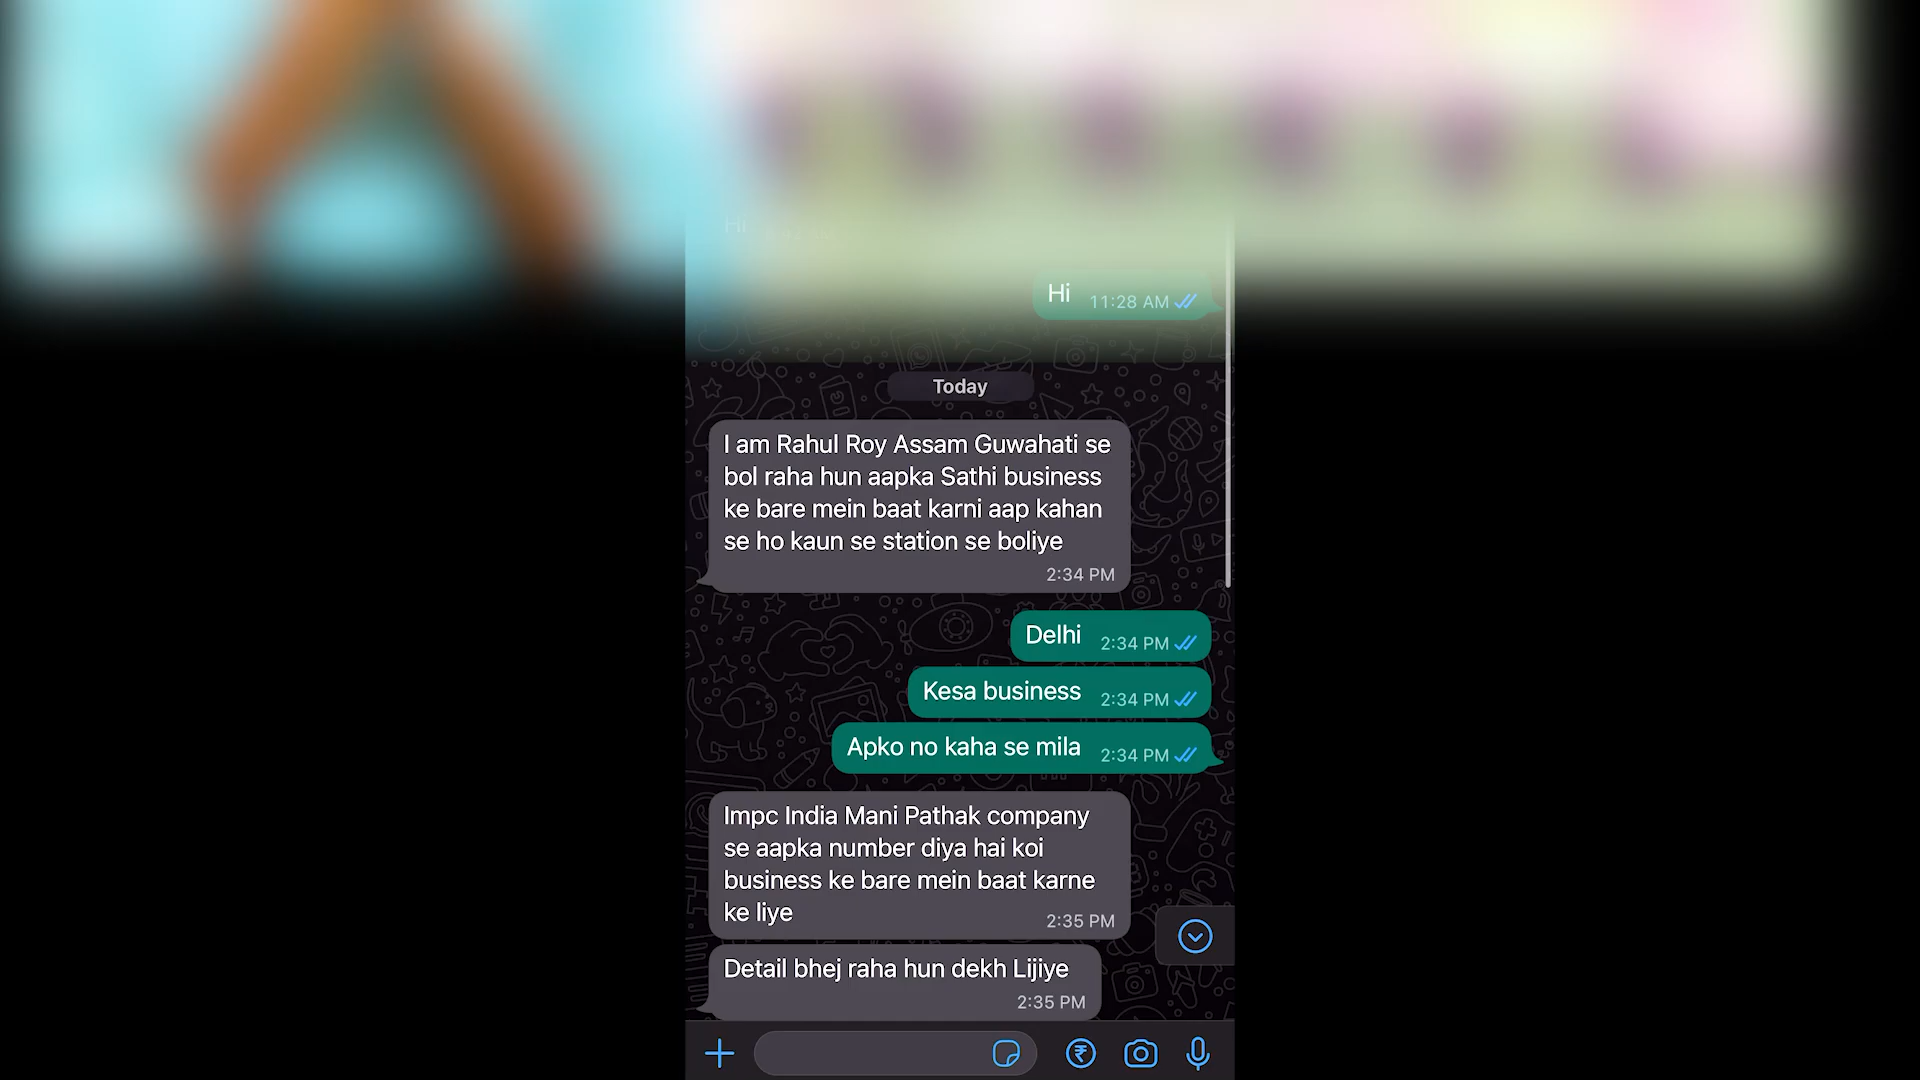 Hi
Hi 11:28 AM
Today
I am Rahul Roy Assam Guwahati se
bol raha hun aapka Sathi business
ke bare mein baat karni aap kahan
se ho kaun se station se boliye
2:34 PM
Delhi 2:34 PM
Kesa business 2:34 PM
Apko no kaha se mila 2:34 PM
Impc India Mani Pathak company
se aapka number diya hai koi
business ke bare mein baat karne
ke liye 2:35 PM
Detail bhej raha hun dekh Lijiye
2:35 PM